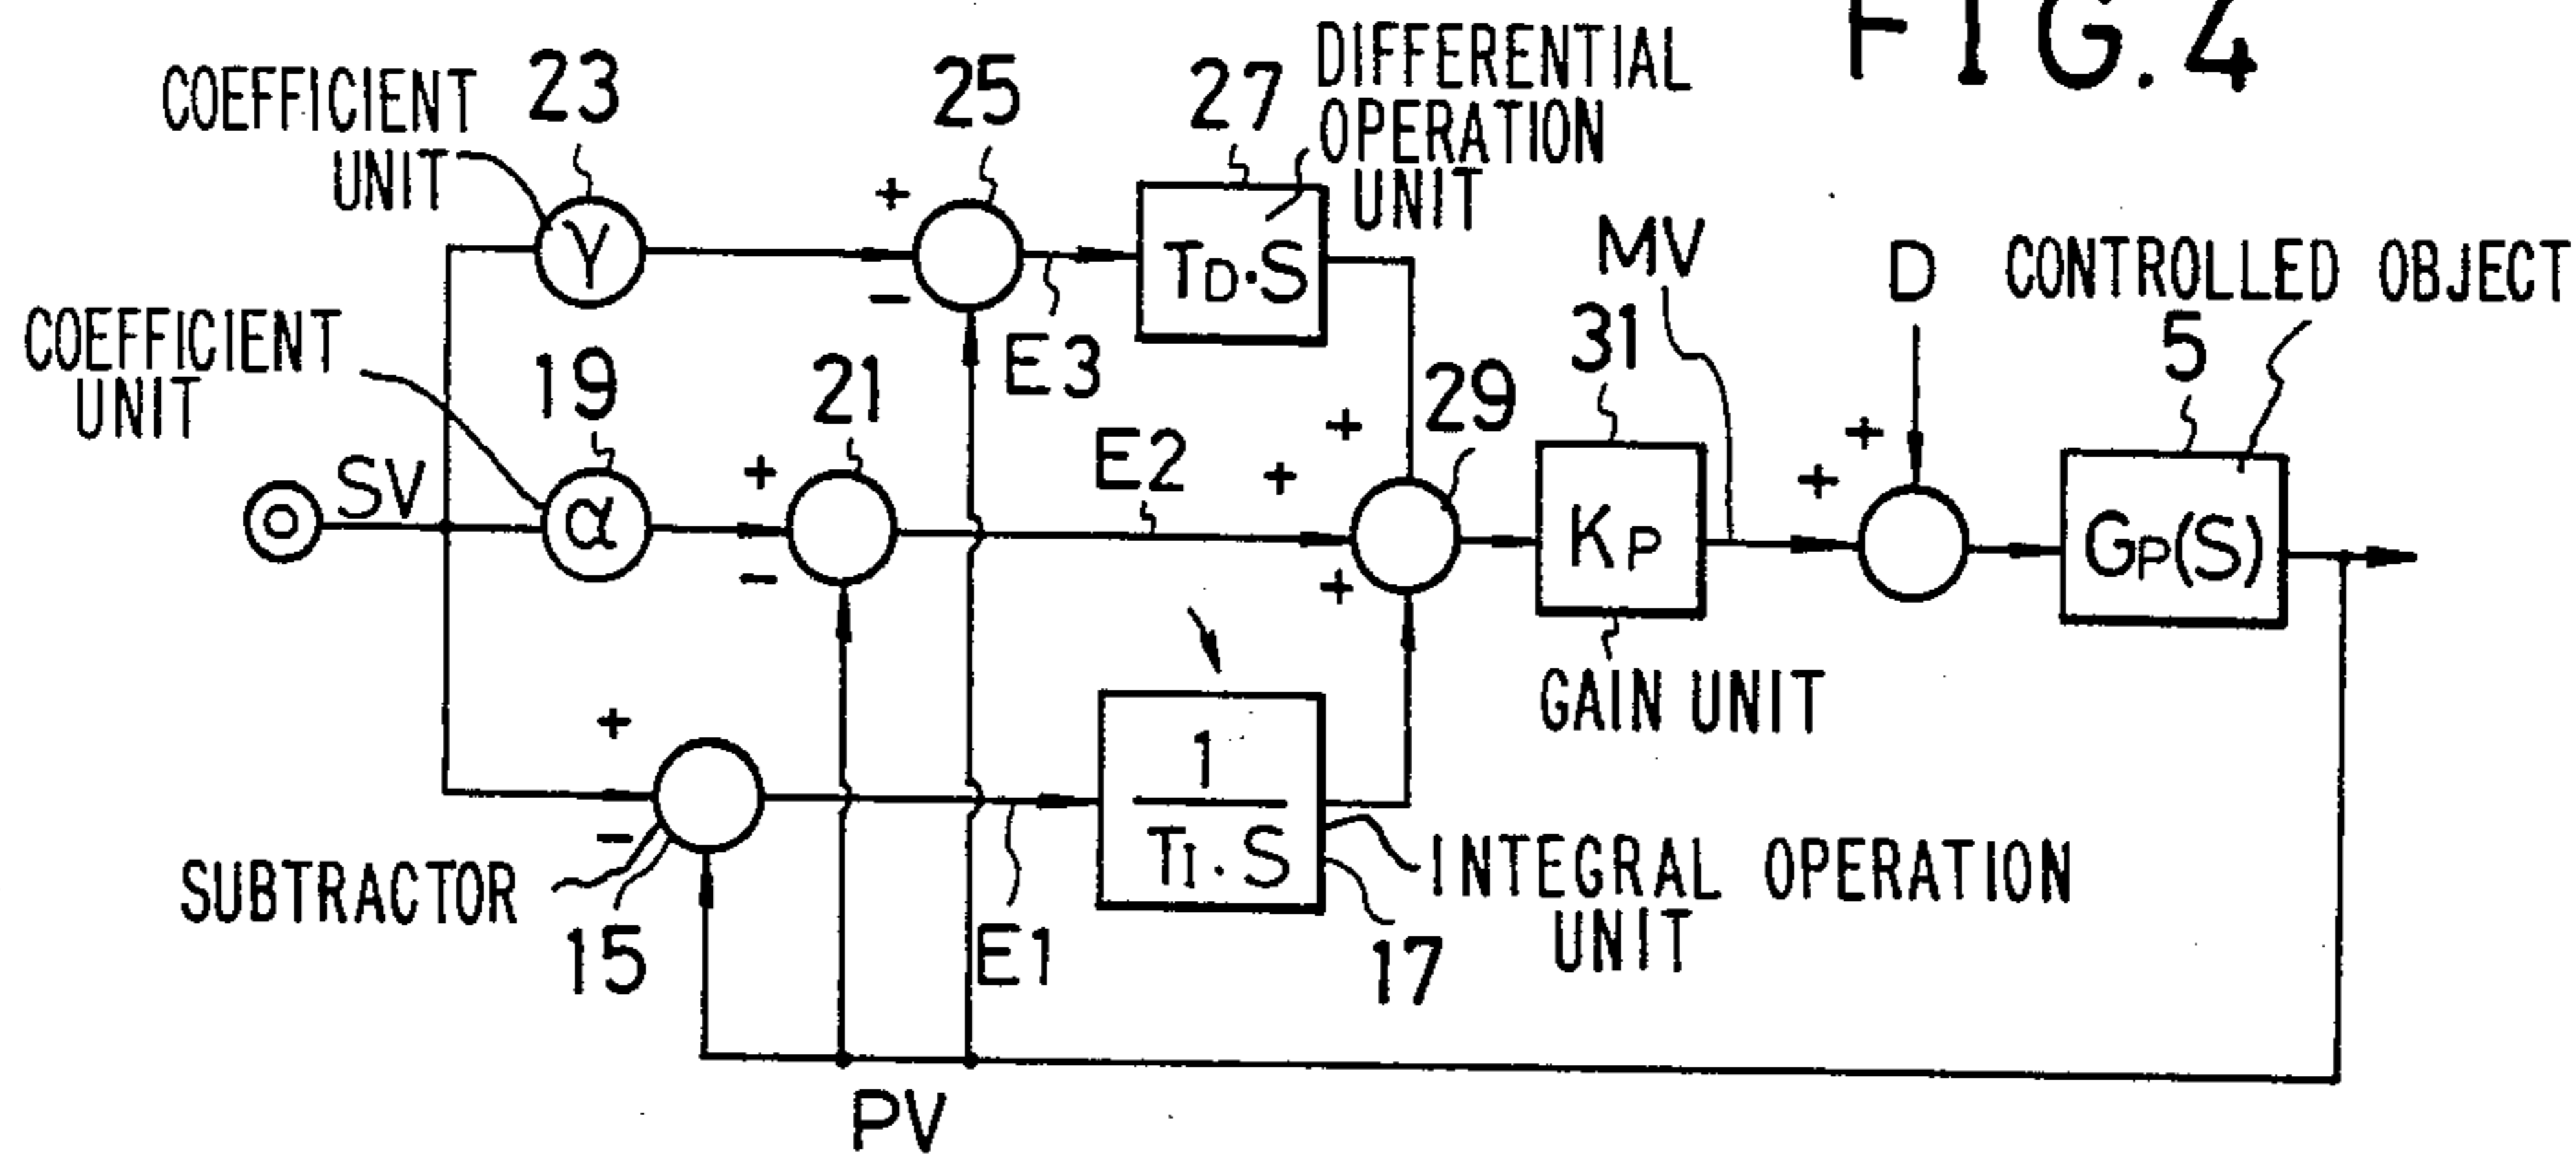 FIG. 4
COEFFICIENT
UNIT
23
25
27
DIFFERENTIAL
OPERATION
UNIT
γ
+
−
E3
TD·S
MV
D
CONTROLLED OBJECT
5
COEFFICIENT
UNIT
19
21
SV
α
+
−
E2
+
+
+
29
31
KP
GAIN UNIT
+
+
GP(S)
+
−
SUBTRACTOR
15
E1
1
TI·S
INTEGRAL OPERATION
UNIT
17
PV